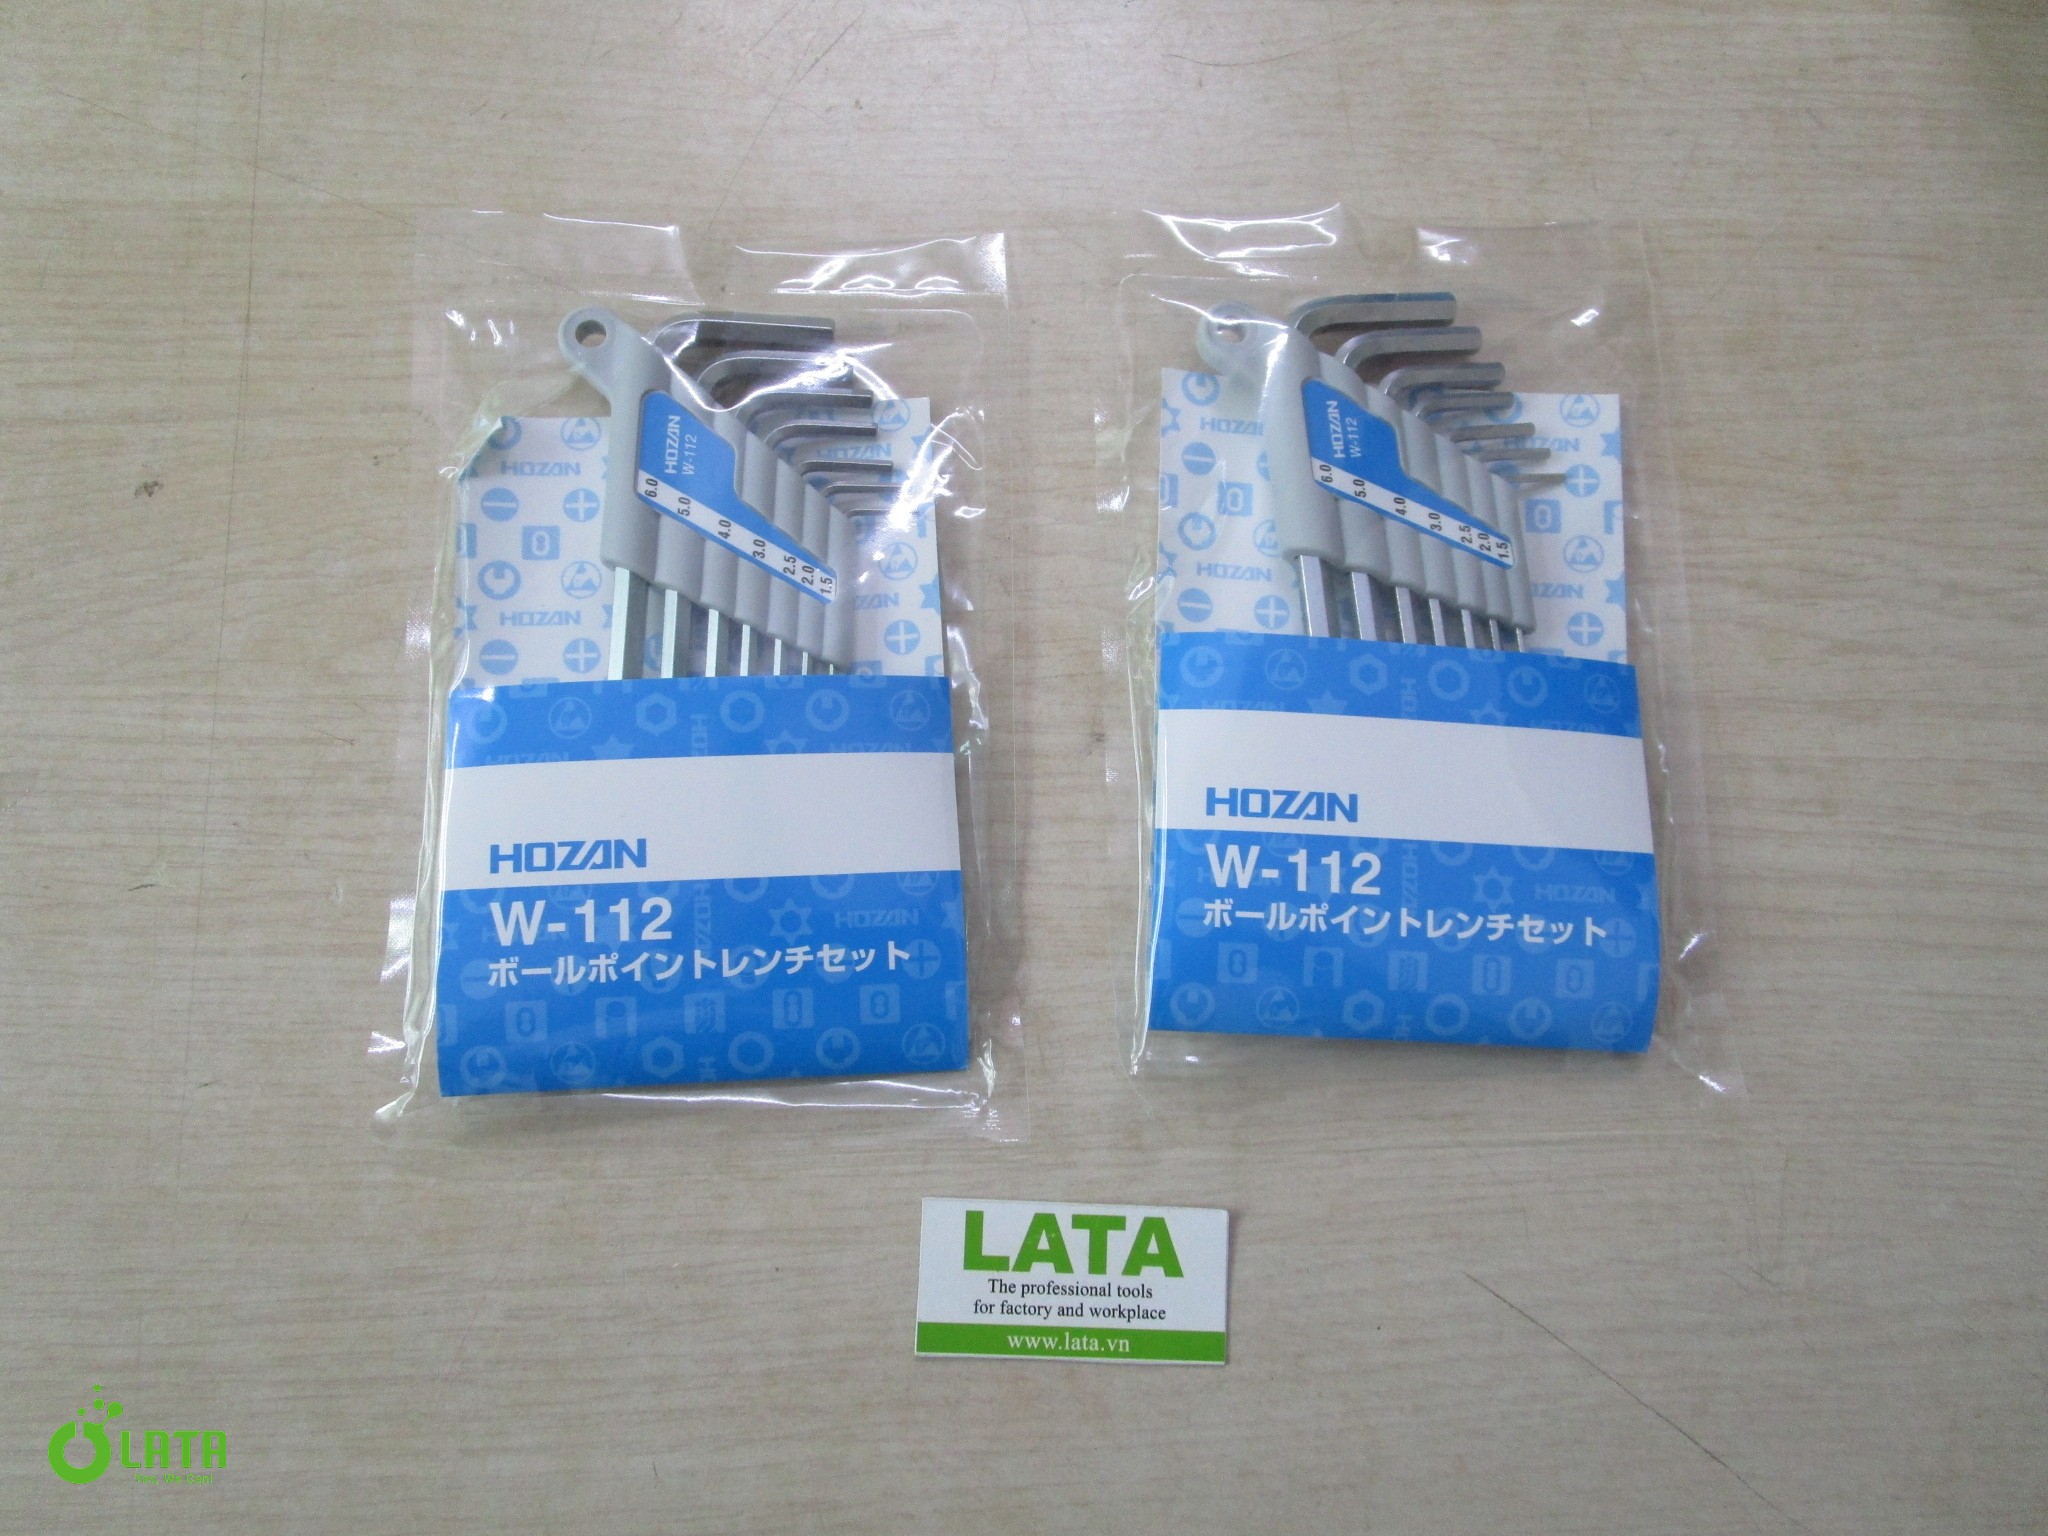 HOZAN
W-112
6.0
5.0
4.0
3.0
2.5
2.0
1.5
HOZAN
W-112
ボールポイントレンチセット
HOZAN
W-112
6.0
5.0
4.0
3.0
2.5
2.0
1.5
HOZAN
W-112
ボールポイントレンチセット
LATA
The professional tools
for factory and workplace
www.lata.vn
LATA